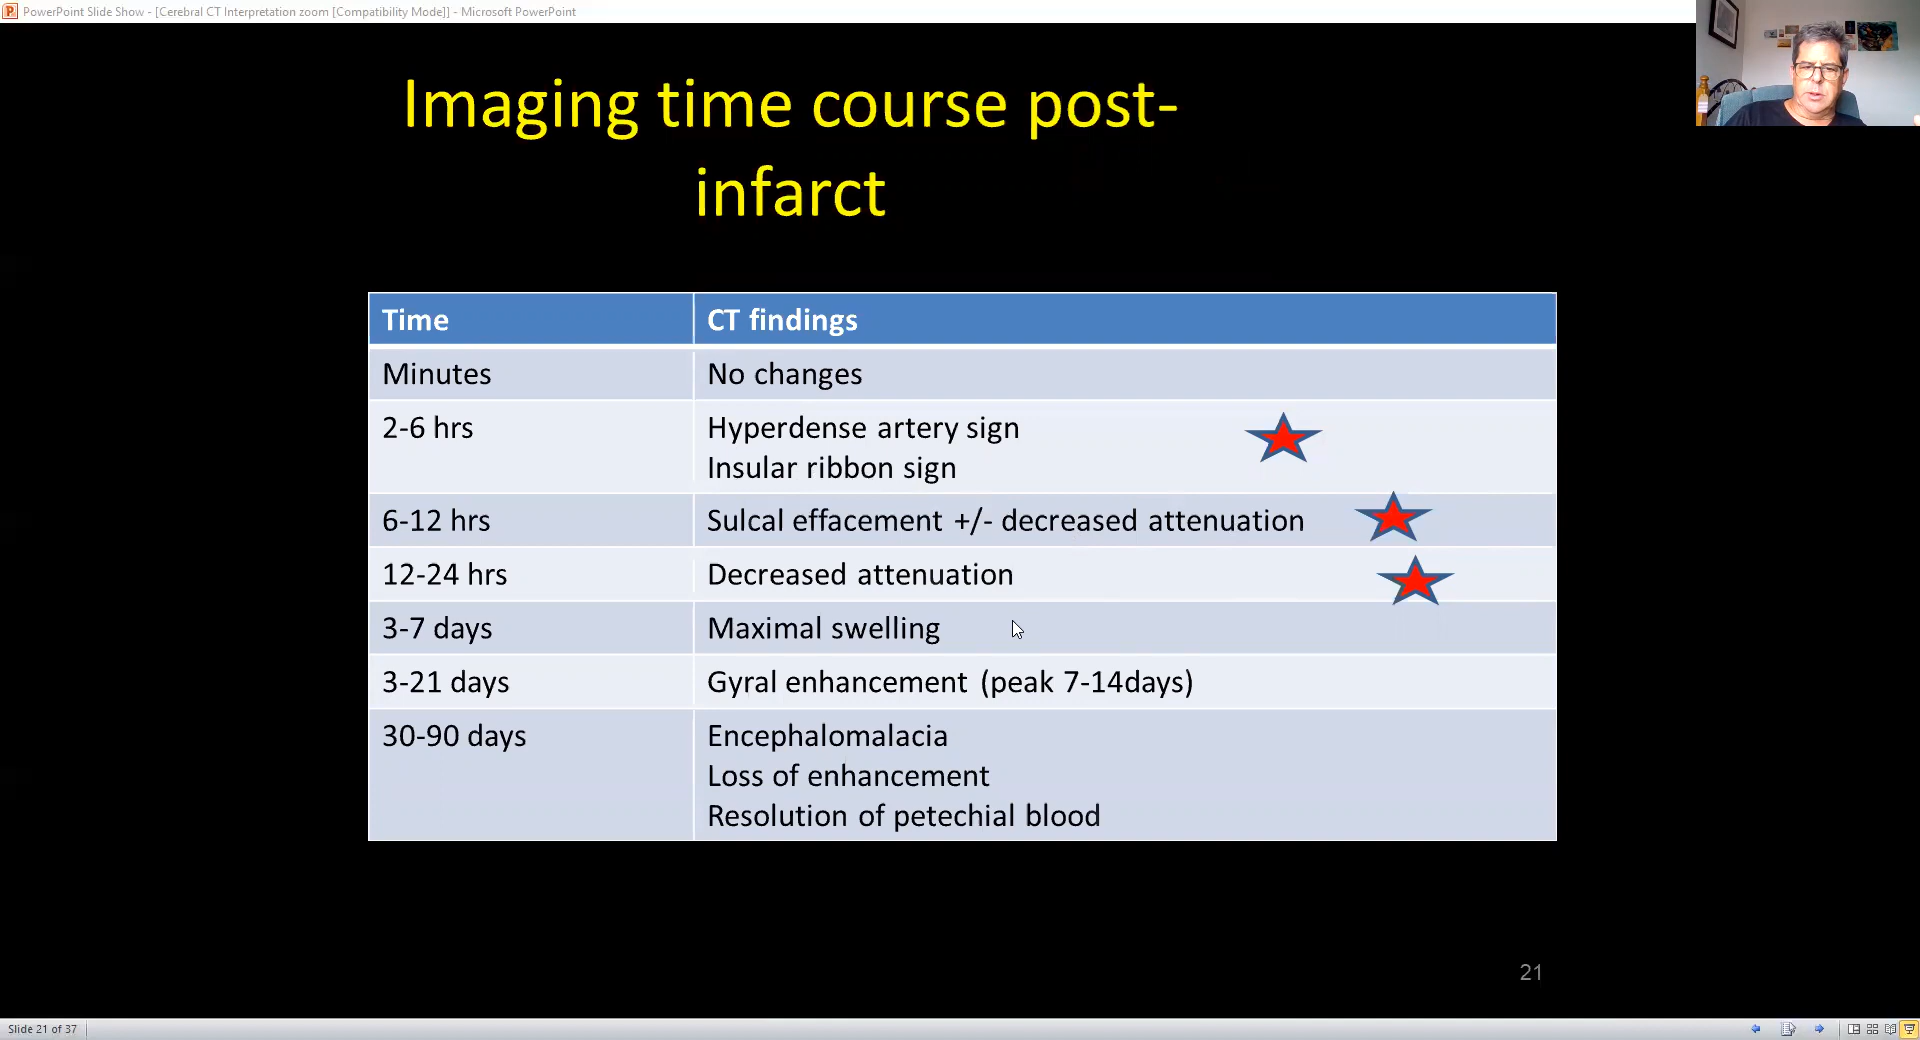 PowerPoint Slide Show - [Cerebral CT Interpretation zoom [Compatibility Mode]] - Microsoft PowerPoint
Imaging time course post-
infarct
Time CT findings
Minutes No changes
2-6 hrs Hyperdense artery sign
Insular ribbon sign
6-12 hrs Sulcal effacement +/- decreased attenuation
12-24 hrs Decreased attenuation
3-7 days Maximal swelling
3-21 days Gyral enhancement (peak 7-14days)
30-90 days Encephalomalacia
Loss of enhancement
Resolution of petechial blood
21
Slide 21 of 37